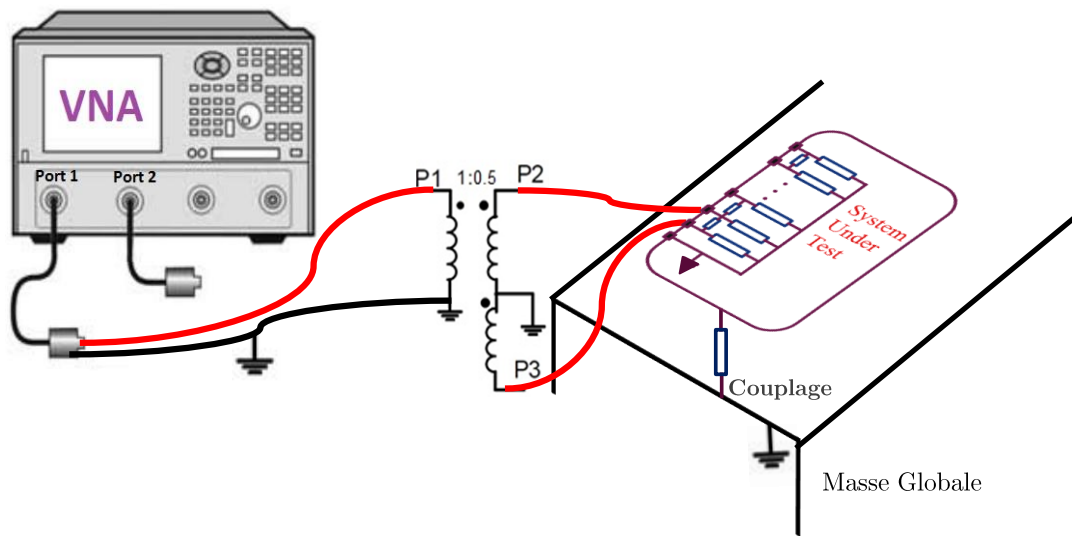 VNA
Port 1
Port 2
P1
1:0.5
P2
P3
System
Under
Test
Couplage
Masse Globale